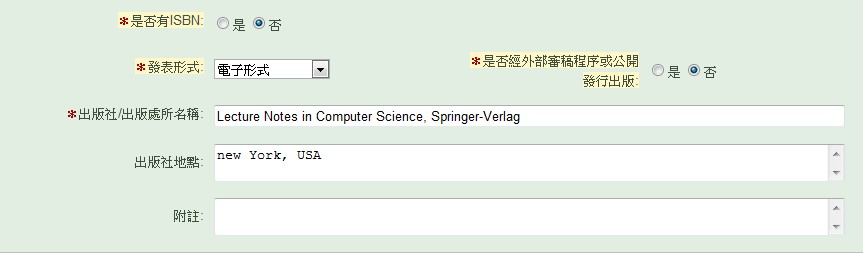 *是否有ISBN: 是 否
*發表形式: 電子形式 *是否經外部審稿程序或公開
發行出版: 是 否
*出版社/出版處所名稱: Lecture Notes in Computer Science, Springer-Verlag
出版社地點: new York, USA
附註: